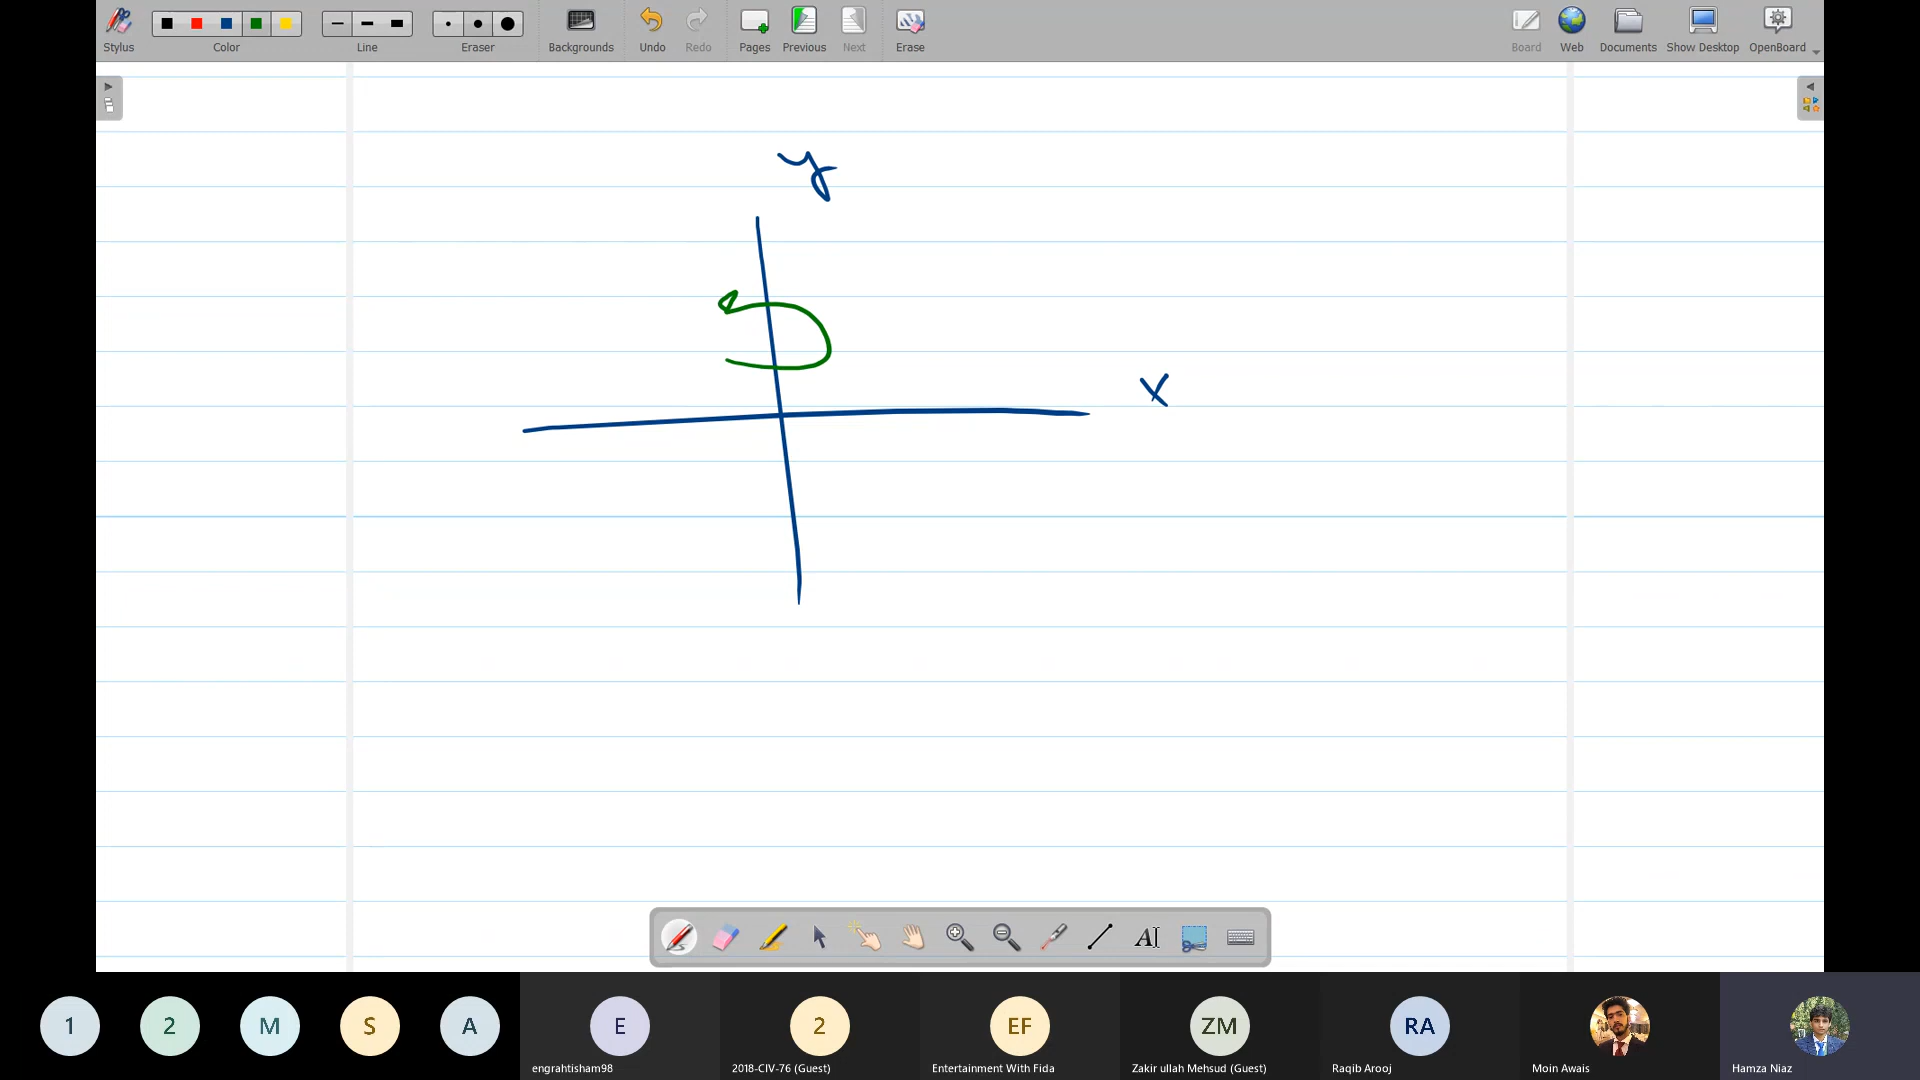 Stylus
Color
Line
Eraser
Backgrounds
Undo
Redo
Pages
Previous
Next
Erase
Board
Web
Documents
Show Desktop
OpenBoard
y
x
AI
1
2
M
S
A
E
2
EF
ZM
RA
engrahtisham98
2018-CIV-76 (Guest)
Entertainment With Fida
Zakir ullah Mehsud (Guest)
Raqib Arooj
Moin Awais
Hamza Niaz